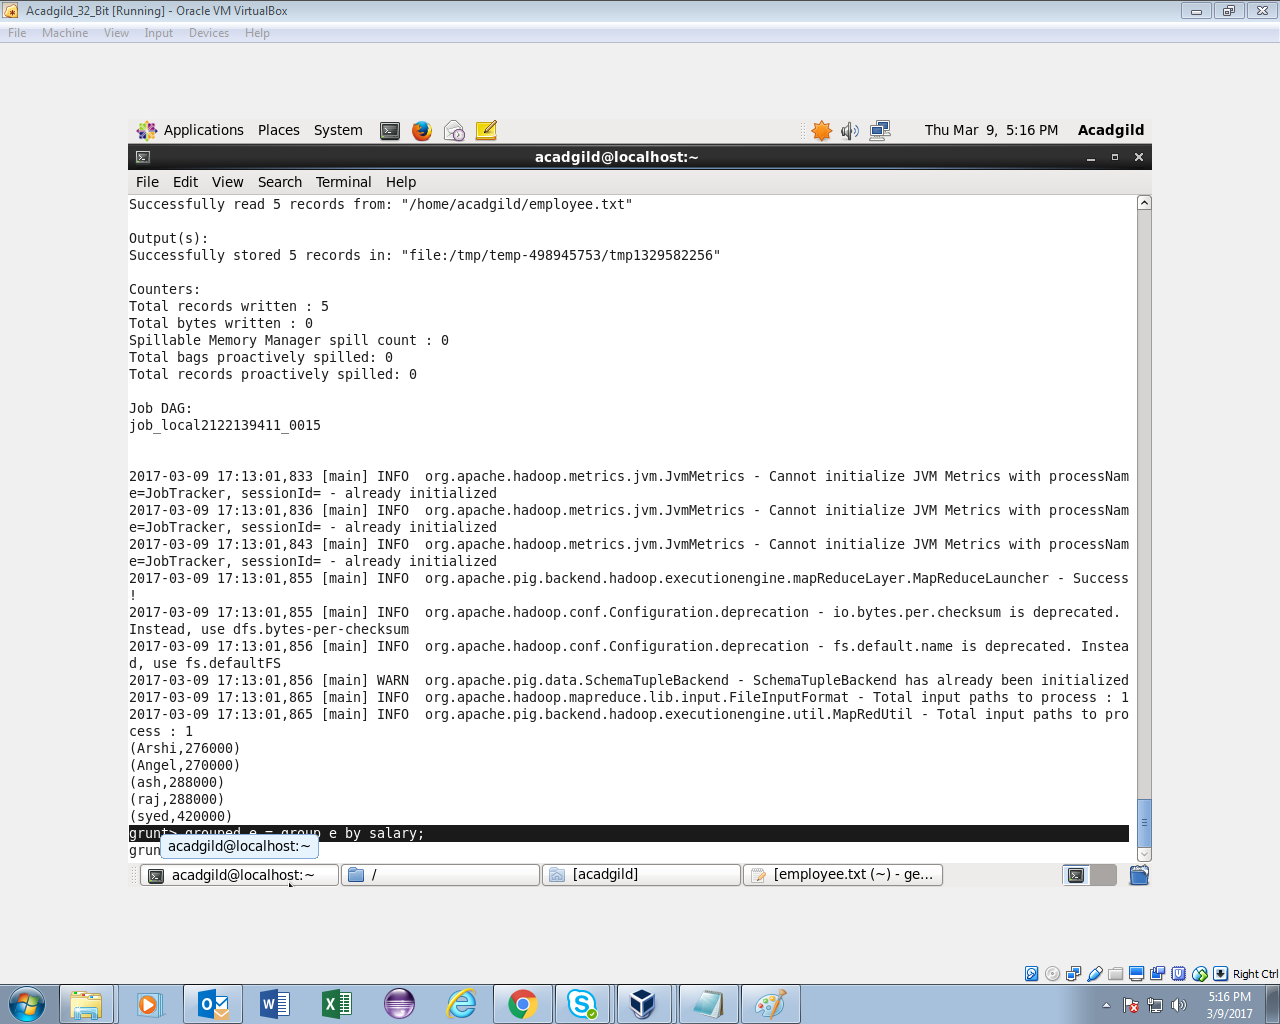 Acadgild_32_Bit [Running] - Oracle VM VirtualBox
File Machine View Input Devices Help
Applications Places System Thu Mar 9, 5:16 PM Acadgild
acadgild@localhost:~
File Edit View Search Terminal Help
Successfully read 5 records from: "/home/acadgild/employee.txt"
Output(s):
Successfully stored 5 records in: "file:/tmp/temp-498945753/tmp1329582256"
Counters:
Total records written : 5
Total bytes written : 0
Spillable Memory Manager spill count : 0
Total bags proactively spilled: 0
Total records proactively spilled: 0
Job DAG:
job_local2122139411_0015
2017-03-09 17:13:01,833 [main] INFO  org.apache.hadoop.metrics.jvm.JvmMetrics - Cannot initialize JVM Metrics with processNam
e=JobTracker, sessionId= - already initialized
2017-03-09 17:13:01,836 [main] INFO  org.apache.hadoop.metrics.jvm.JvmMetrics - Cannot initialize JVM Metrics with processNam
e=JobTracker, sessionId= - already initialized
2017-03-09 17:13:01,843 [main] INFO  org.apache.hadoop.metrics.jvm.JvmMetrics - Cannot initialize JVM Metrics with processNam
e=JobTracker, sessionId= - already initialized
2017-03-09 17:13:01,855 [main] INFO  org.apache.pig.backend.hadoop.executionengine.mapReduceLayer.MapReduceLauncher - Success
!
2017-03-09 17:13:01,855 [main] INFO  org.apache.hadoop.conf.Configuration.deprecation - io.bytes.per.checksum is deprecated.
Instead, use dfs.bytes-per-checksum
2017-03-09 17:13:01,856 [main] INFO  org.apache.hadoop.conf.Configuration.deprecation - fs.default.name is deprecated. Instea
d, use fs.defaultFS
2017-03-09 17:13:01,856 [main] WARN  org.apache.pig.data.SchemaTupleBackend - SchemaTupleBackend has already been initialized
2017-03-09 17:13:01,865 [main] INFO  org.apache.hadoop.mapreduce.lib.input.FileInputFormat - Total input paths to process : 1
2017-03-09 17:13:01,865 [main] INFO  org.apache.pig.backend.hadoop.executionengine.util.MapRedUtil - Total input paths to pro
cess : 1
(Arshi,276000)
(Angel,270000)
(ash,288000)
(raj,288000)
(syed,420000)
grunt> grouped_e = group e by salary;
acadgild@localhost:~
grun
acadgild@localhost:~ / [acadgild] [employee.txt (~) - ge...
Right Ctrl
5:16 PM
3/9/2017